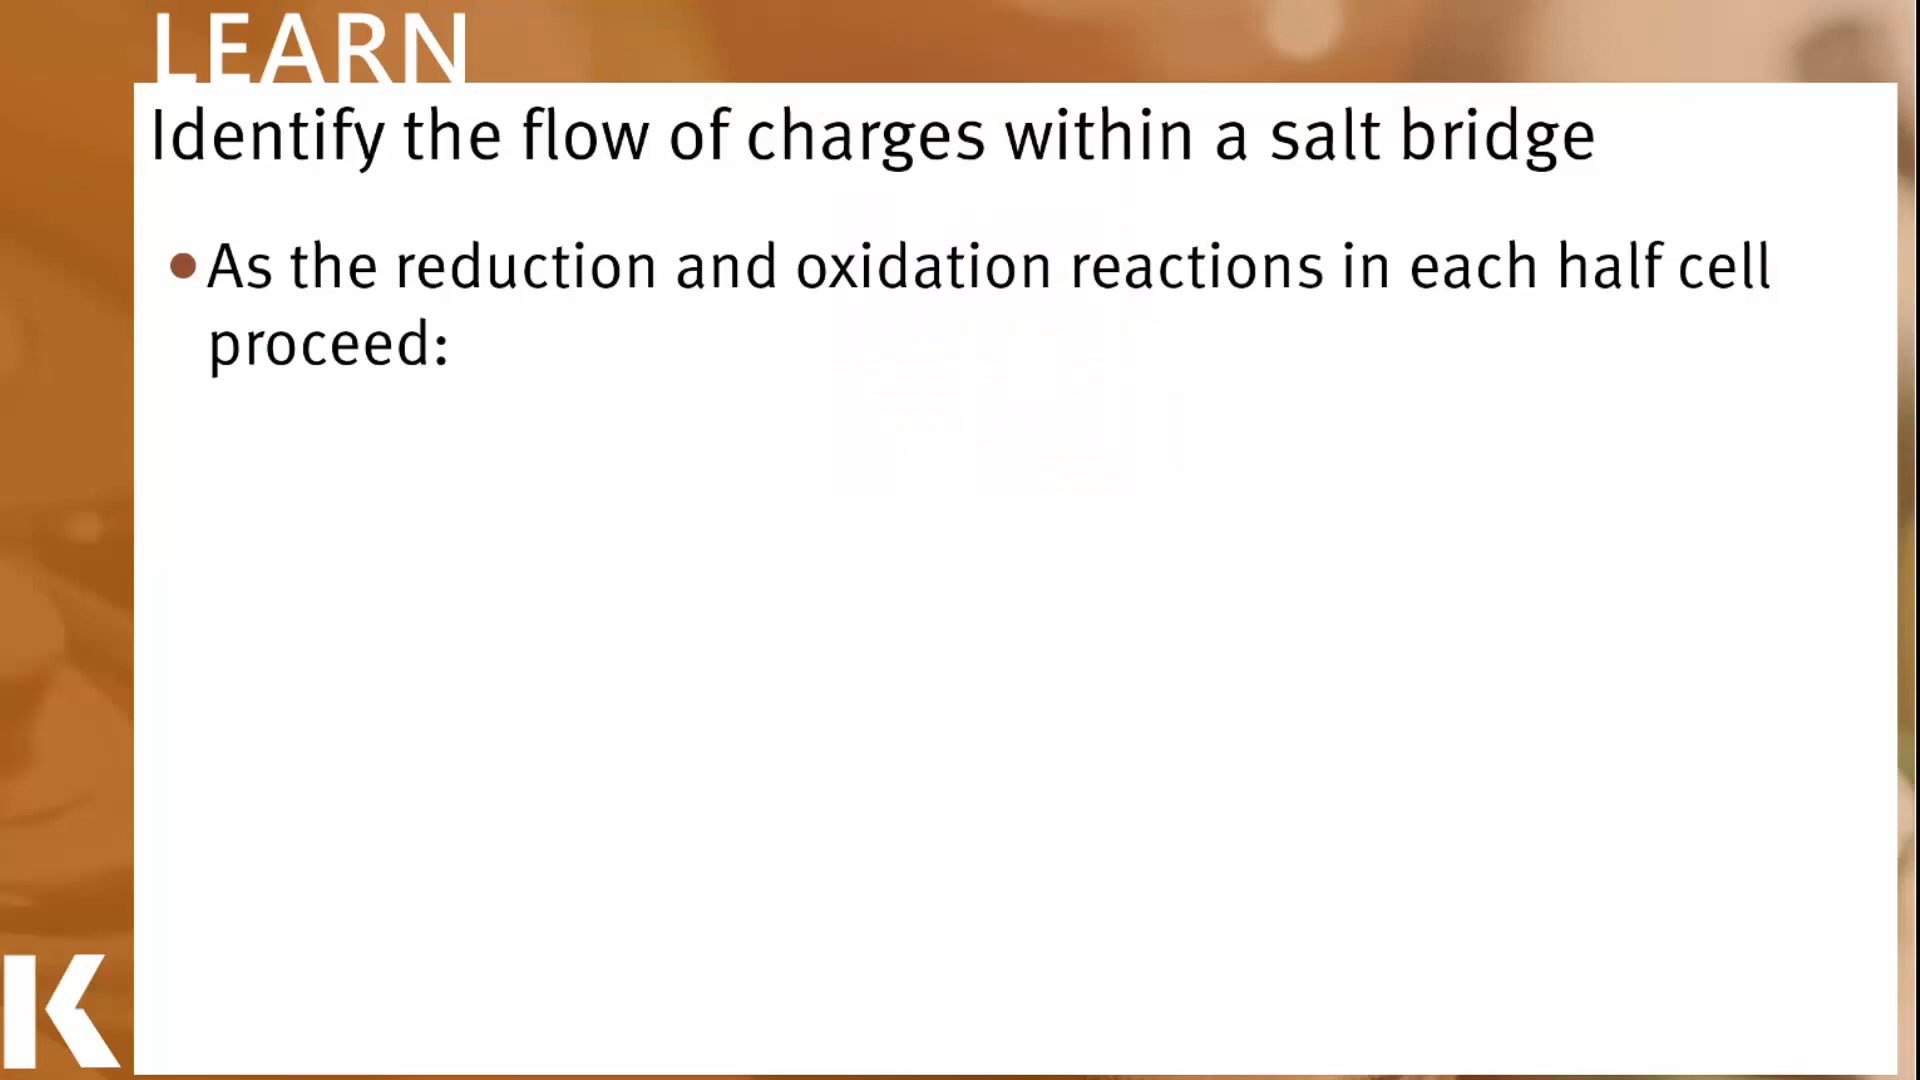 LEARN
Identify the flow of charges within a salt bridge
•As the reduction and oxidation reactions in each half cell
proceed:
K